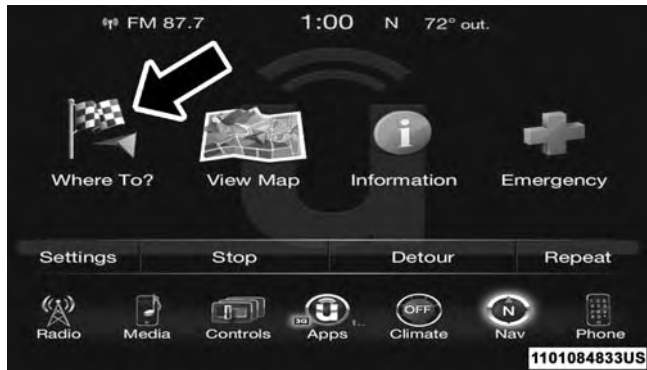 FM 87.7 1:00 N 72° out.
Where To? View Map Information Emergency
Settings Stop Detour Repeat
3G OFF N
Radio Media Controls Apps Climate Nav Phone
1101084833US